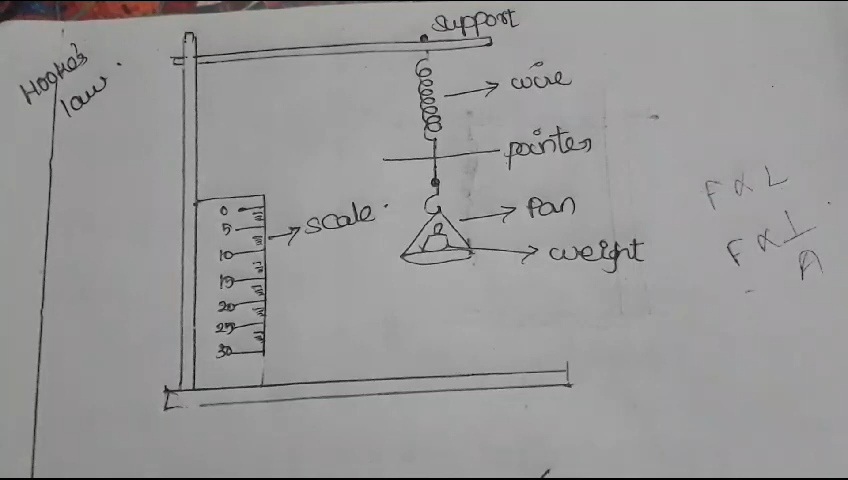 support
Hooke's
law.
wire
pointer
F ∝ L
0
scale.
Pan
5
F ∝ 1/A
10
weight
15
20
25
30